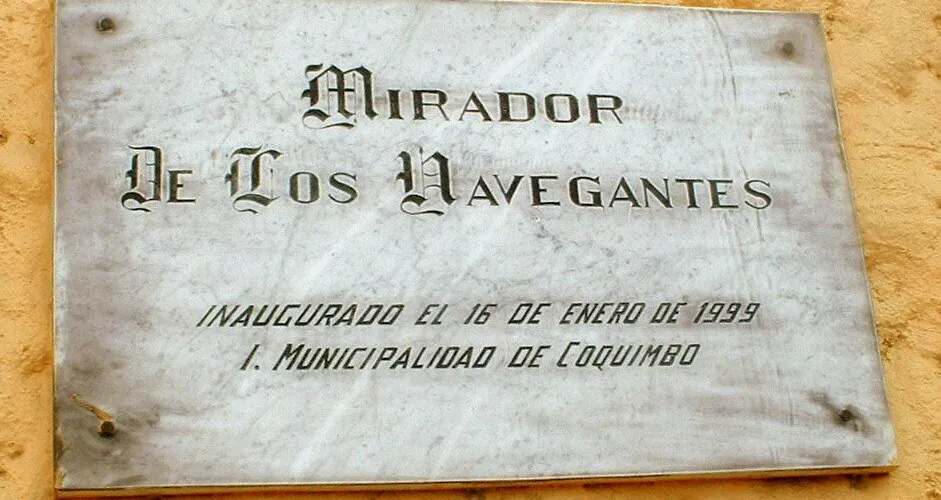 Mirador
De Los Navegantes
INAUGURADO EL 16 DE ENERO DE 1999
I. MUNICIPALIDAD DE COQUIMBO